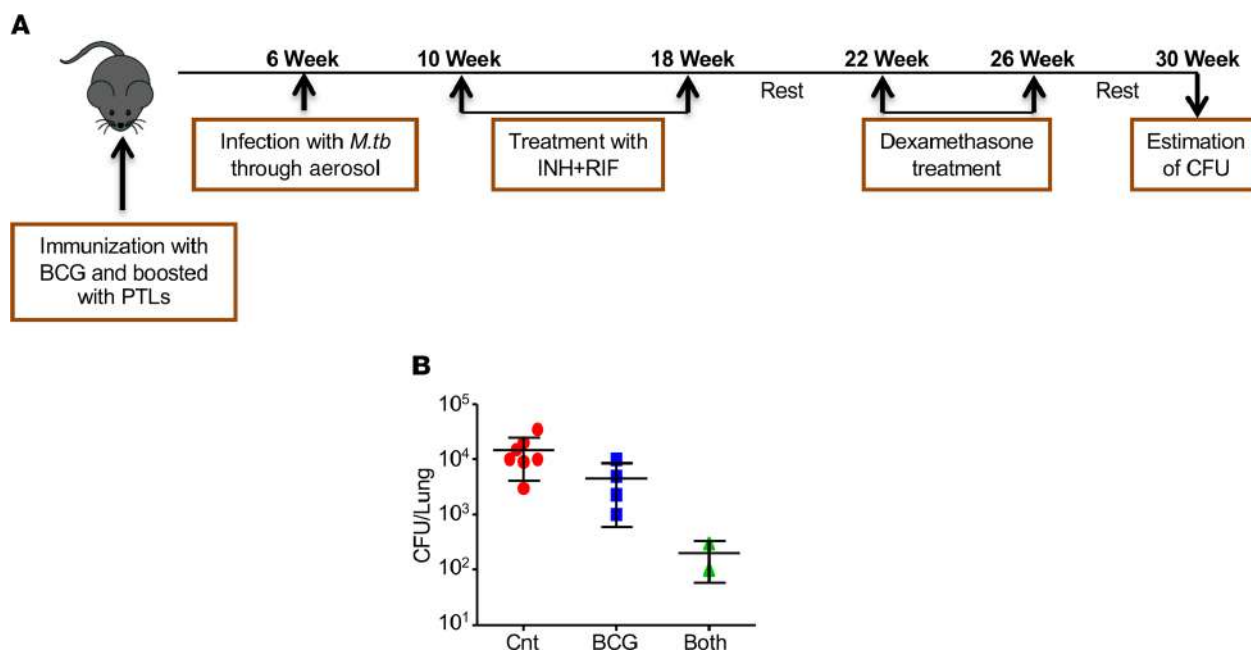 A
6 Week
10 Week
18 Week
22 Week
26 Week
30 Week
Rest
Rest
Infection with M.tb
through aerosol
Treatment with
INH+RIF
Dexamethasone
treatment
Estimation
of CFU
Immunization with
BCG and boosted
with PTLs
B
CFU/Lung
10^5
10^4
10^3
10^2
10^1
Cnt
BCG
Both